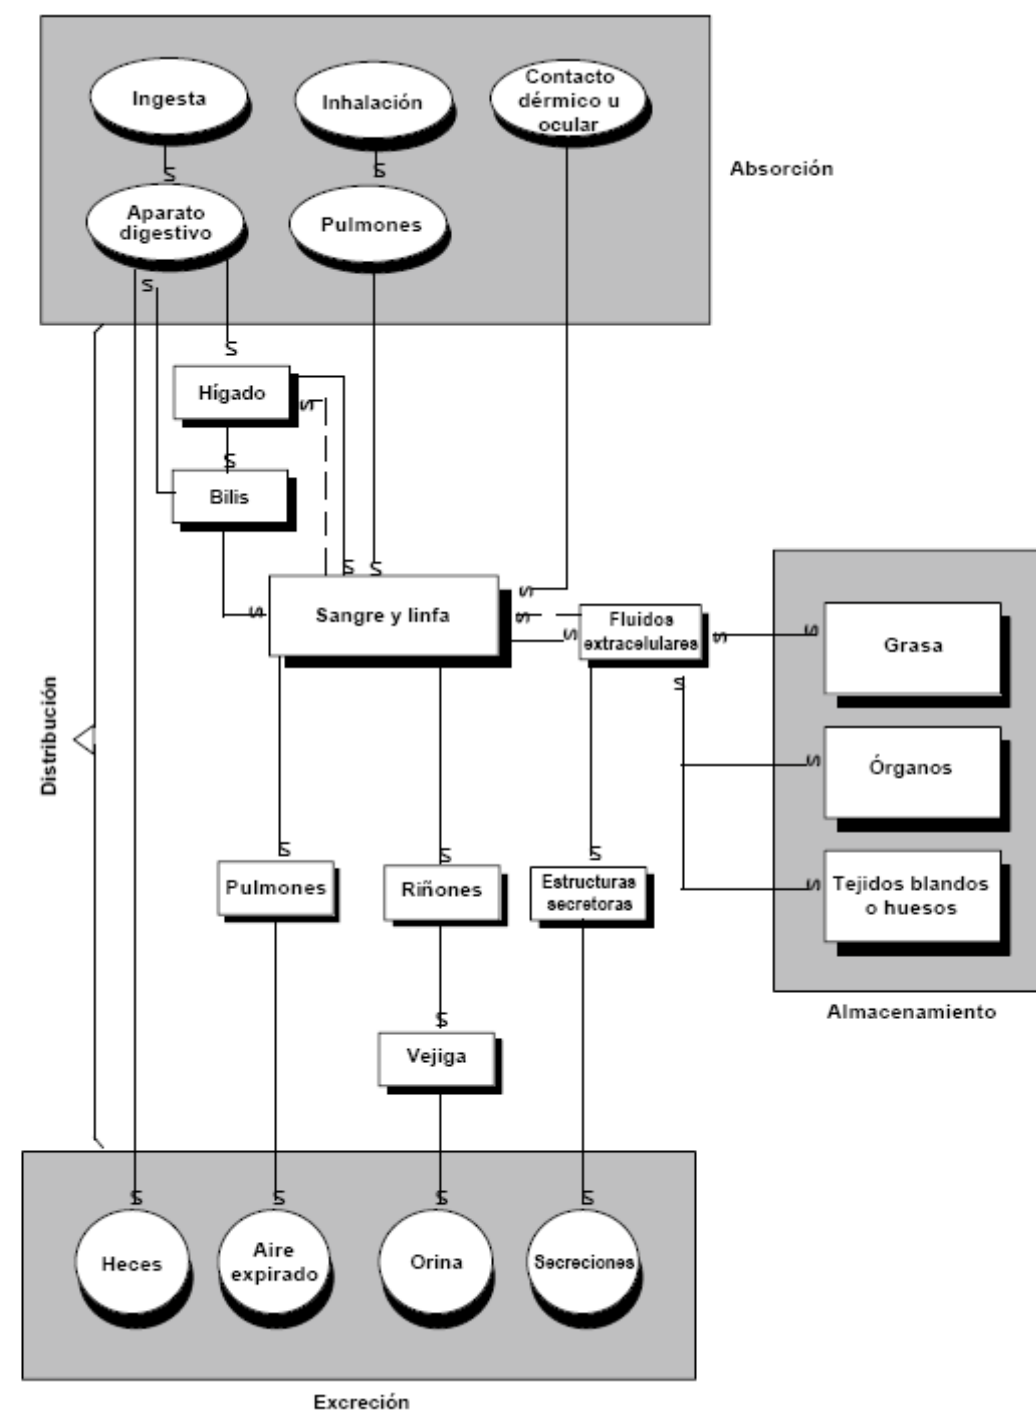 Ingesta
Inhalación
Contacto
dérmico u
ocular
Absorción
Aparato
digestivo
Pulmones
Hígado
Bilis
Sangre y linfa
Fluidos
extracelulares
Grasa
Órganos
Tejidos blandos
o huesos
Almacenamiento
Distribución
Pulmones
Riñones
Estructuras
secretoras
Vejiga
Heces
Aire
expirado
Orina
Secreciones
Excreción